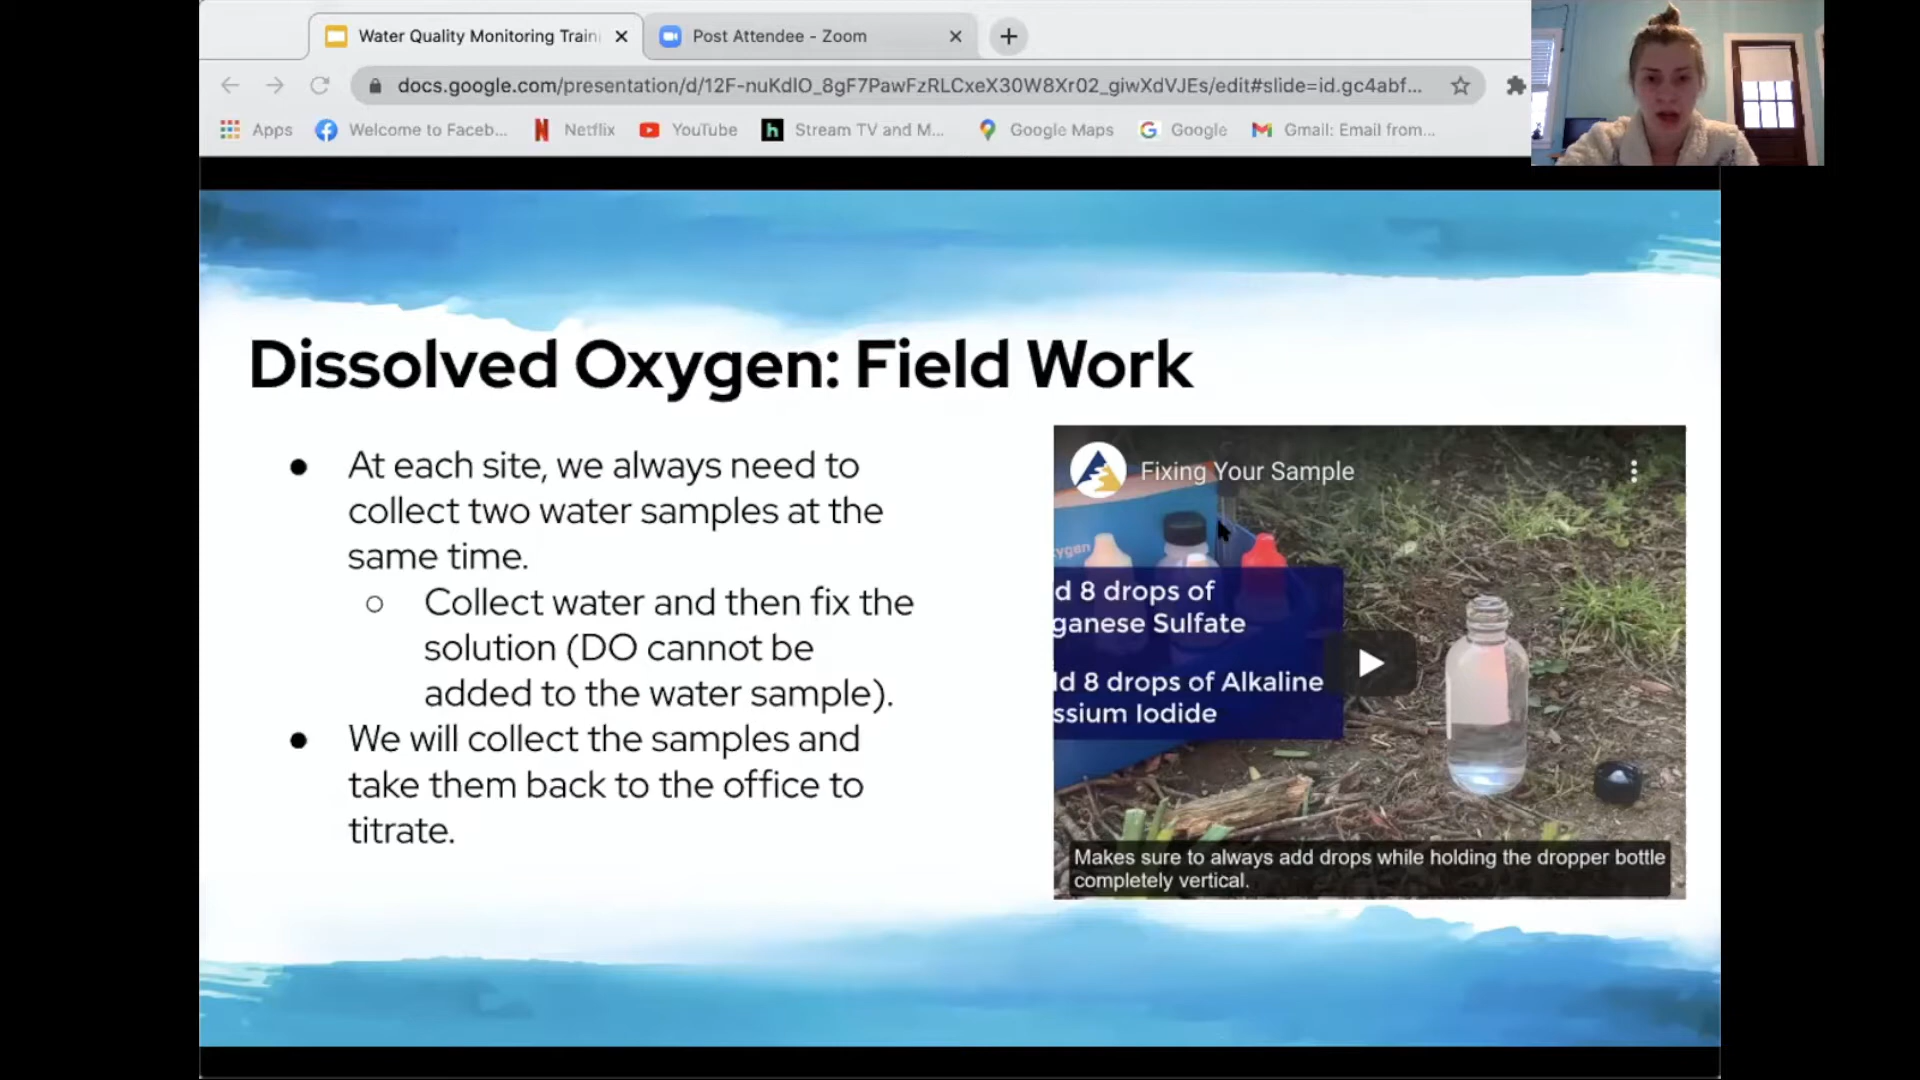 Water Quality Monitoring Train
Post Attendee - Zoom
docs.google.com/presentation/d/12F-nuKdIO_8gF7PawFzRLCxeX30W8Xr02_giwXdVJEs/edit#slide=id.gc4abf...
Apps
Welcome to Faceb...
Netflix
YouTube
h
Stream TV and M...
Google Maps
Google
Gmail: Email from...
Dissolved Oxygen: Field Work
At each site, we always need to
collect two water samples at the
same time.
Collect water and then fix the
solution (DO cannot be
added to the water sample).
We will collect the samples and
take them back to the office to
titrate.
Fixing Your Sample
ygen
d 8 drops of
ganese Sulfate
ld 8 drops of Alkaline
ssium Iodide
Makes sure to always add drops while holding the dropper bottle
completely vertical.